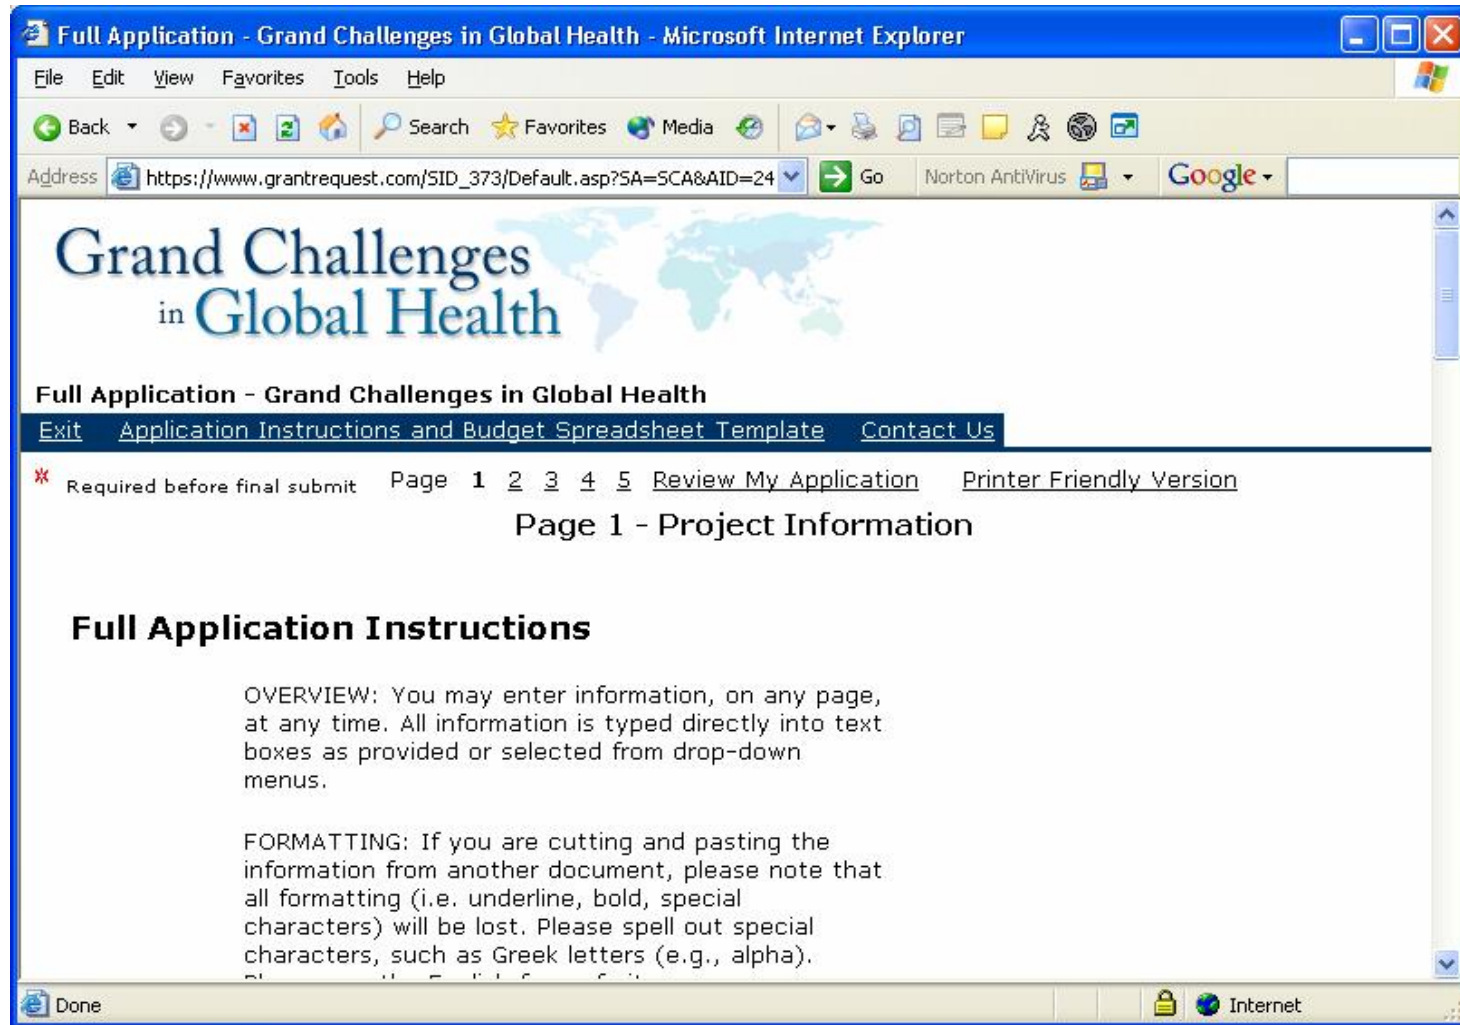 Full Application - Grand Challenges in Global Health - Microsoft Internet Explorer
File Edit View Favorites Tools Help
Back Search Favorites Media
Address https://www.grantrequest.com/SID_373/Default.asp?SA=SCA&AID=24 Go Norton AntiVirus Google
Grand Challenges
in Global Health
Full Application - Grand Challenges in Global Health
Exit Application Instructions and Budget Spreadsheet Template Contact Us
* Required before final submit Page 1 2 3 4 5 Review My Application Printer Friendly Version
Page 1 - Project Information
Full Application Instructions
OVERVIEW: You may enter information, on any page,
at any time. All information is typed directly into text
boxes as provided or selected from drop-down
menus.
FORMATTING: If you are cutting and pasting the
information from another document, please note that
all formatting (i.e. underline, bold, special
characters) will be lost. Please spell out special
characters, such as Greek letters (e.g., alpha).
Done Internet